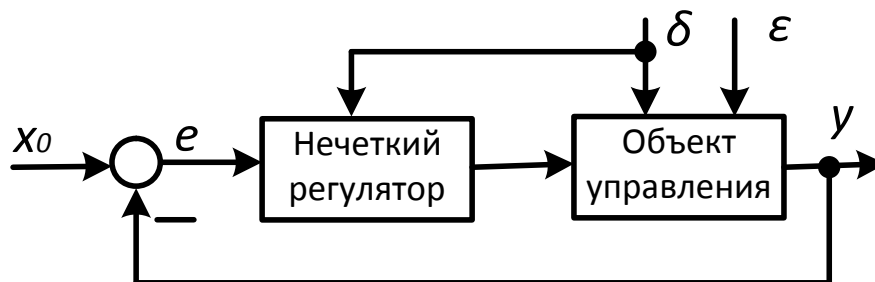 δ ε
x0 e y
Нечеткий
регулятор
Объект
управления
—